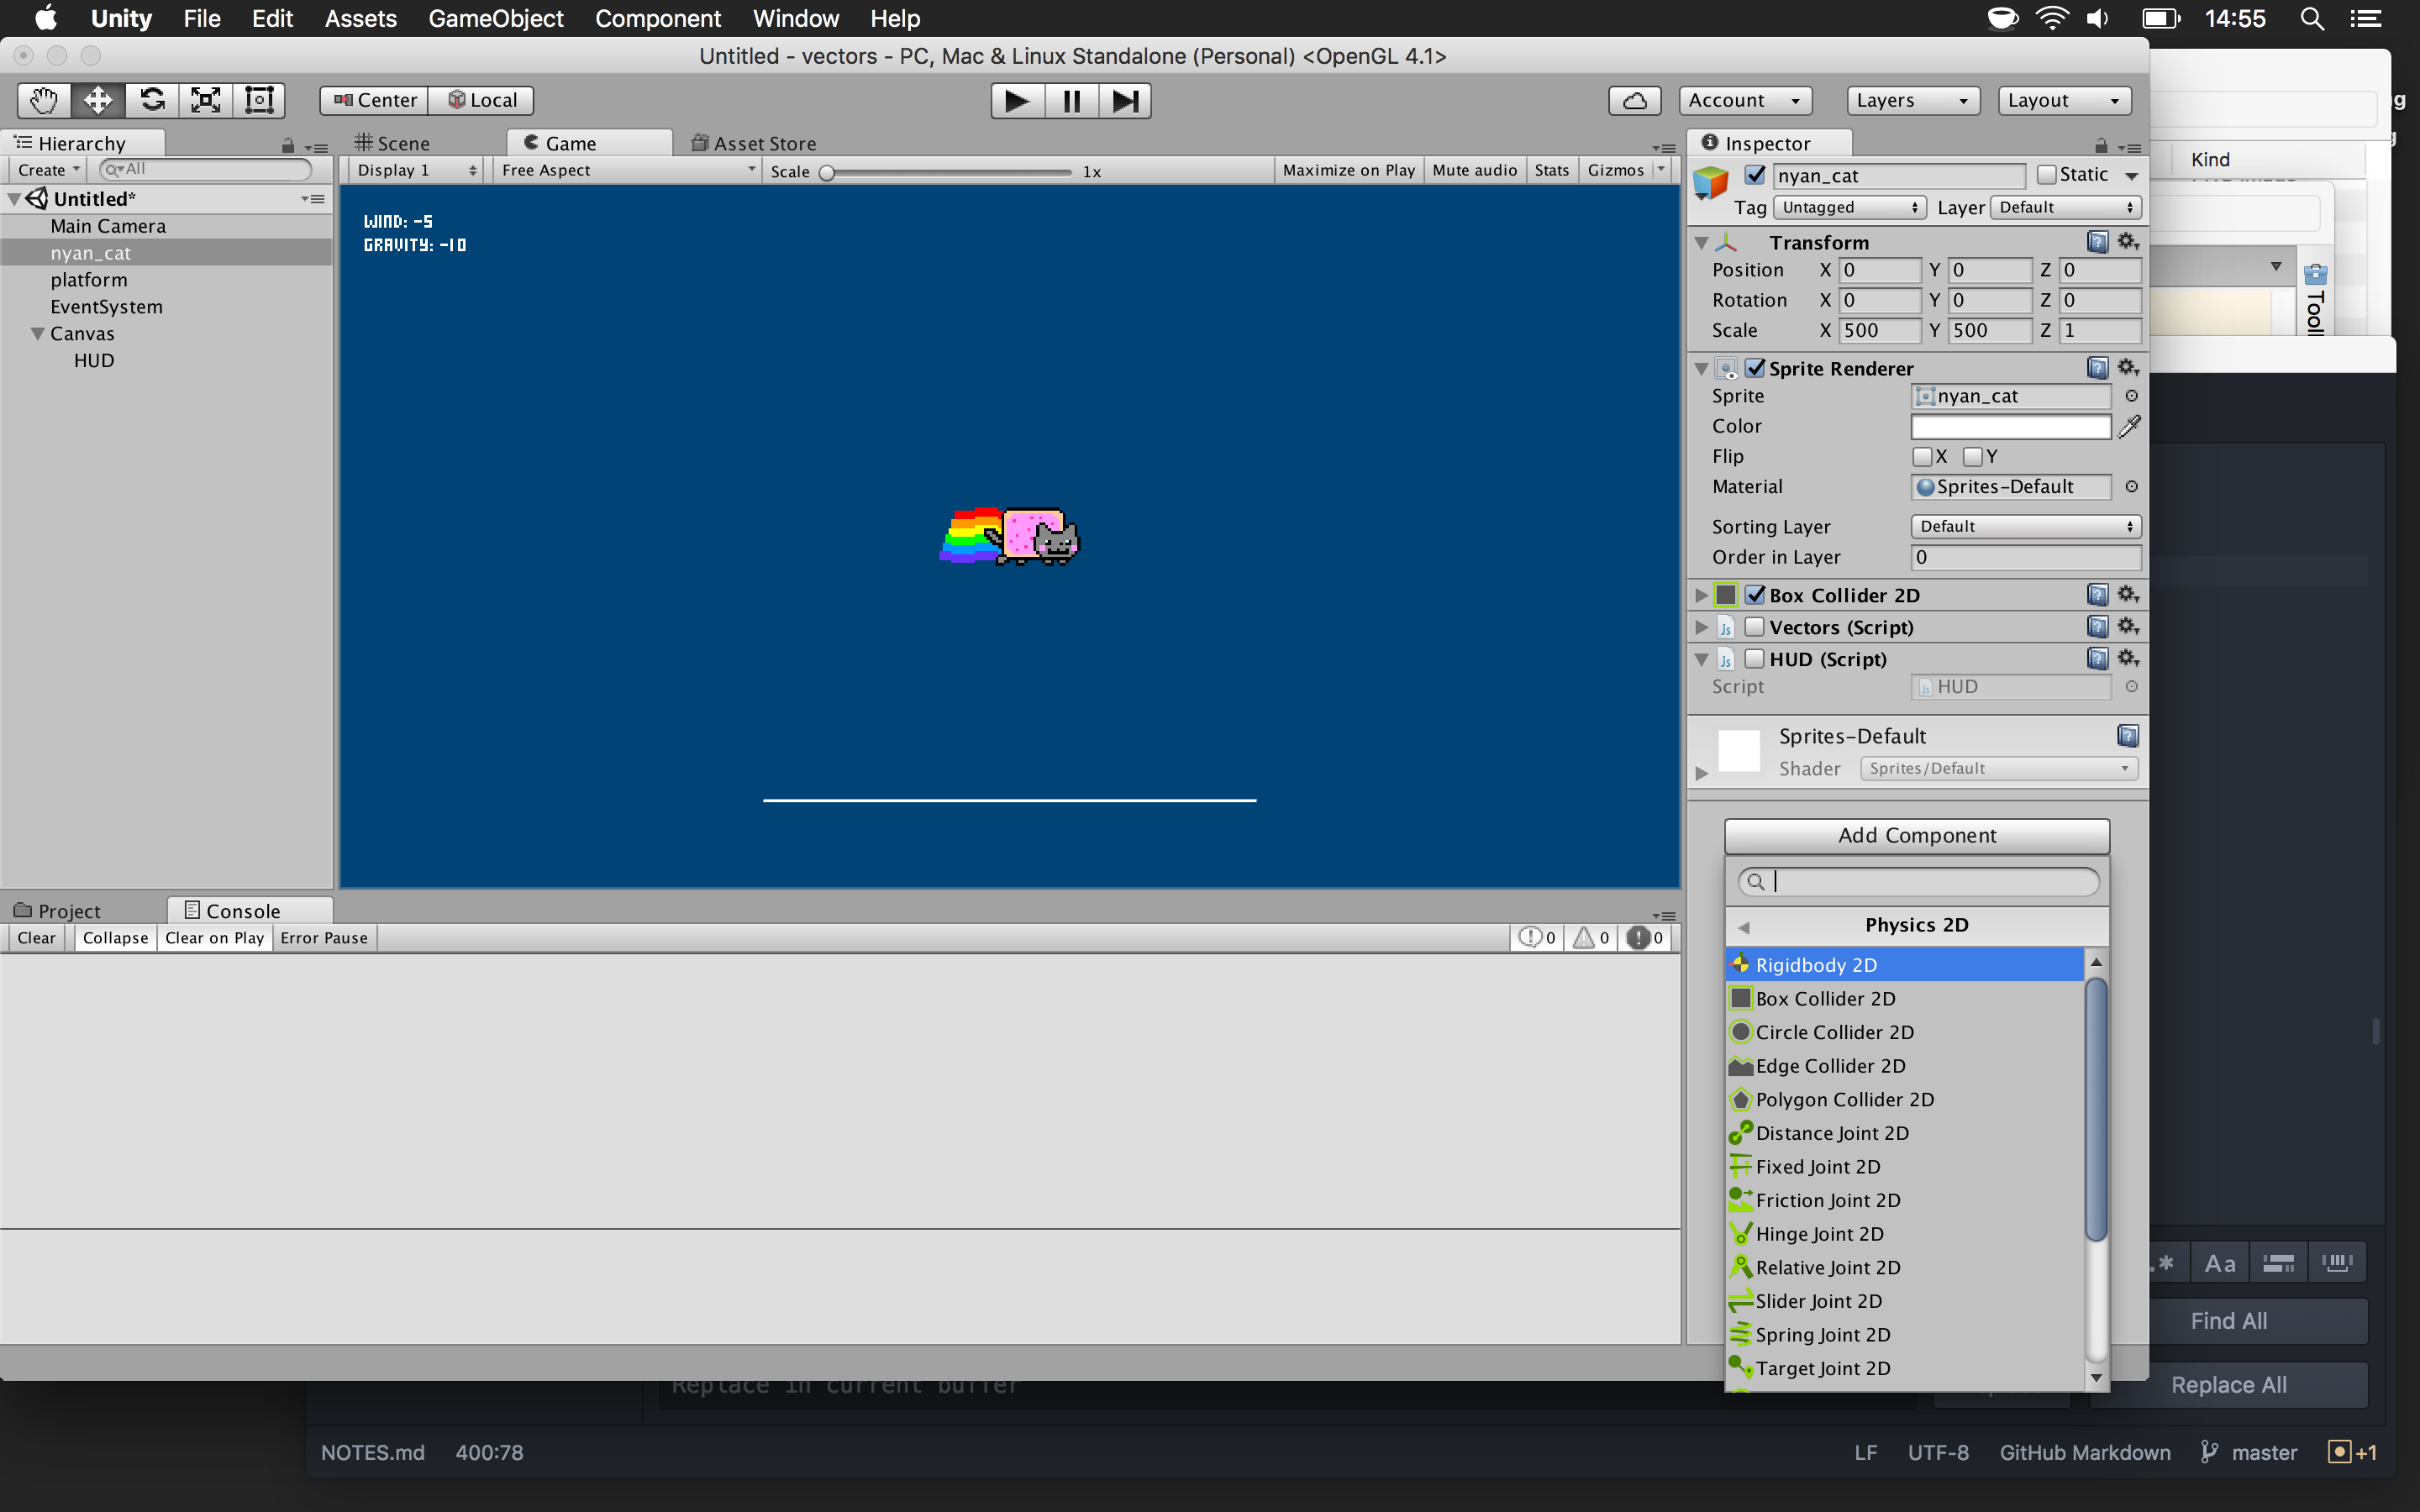 Unity File Edit Assets GameObject Component Window Help 14:55
Untitled - vectors - PC, Mac & Linux Standalone (Personal) <OpenGL 4.1>
Center Local Account Layers Layout
Hierarchy
Create All
Untitled*
Main Camera
nyan_cat
platform
EventSystem
Canvas
HUD
Scene Game Asset Store
Display 1 Free Aspect Scale 1x Maximize on Play Mute audio Stats Gizmos
WIND: -5
GRAVITY: -10
Inspector
nyan_cat Static
Tag Untagged Layer Default
Transform
Position X 0 Y 0 Z 0
Rotation X 0 Y 0 Z 0
Scale X 500 Y 500 Z 1
Sprite Renderer
Sprite nyan_cat
Color
Flip X Y
Material Sprites-Default
Sorting Layer Default
Order in Layer 0
Box Collider 2D
Js Vectors (Script)
Js HUD (Script)
Script Js HUD
Sprites-Default
Shader Sprites/Default
Add Component
Physics 2D
Rigidbody 2D
Box Collider 2D
Circle Collider 2D
Edge Collider 2D
Polygon Collider 2D
Distance Joint 2D
Fixed Joint 2D
Friction Joint 2D
Hinge Joint 2D
Relative Joint 2D
Slider Joint 2D
Spring Joint 2D
Target Joint 2D
Project Console
Clear Collapse Clear on Play Error Pause 0 0 0
Kind
.* Aa
Find All
Replace in current buffer
Replace All
NOTES.md 400:78 LF UTF-8 GitHub Markdown master +1